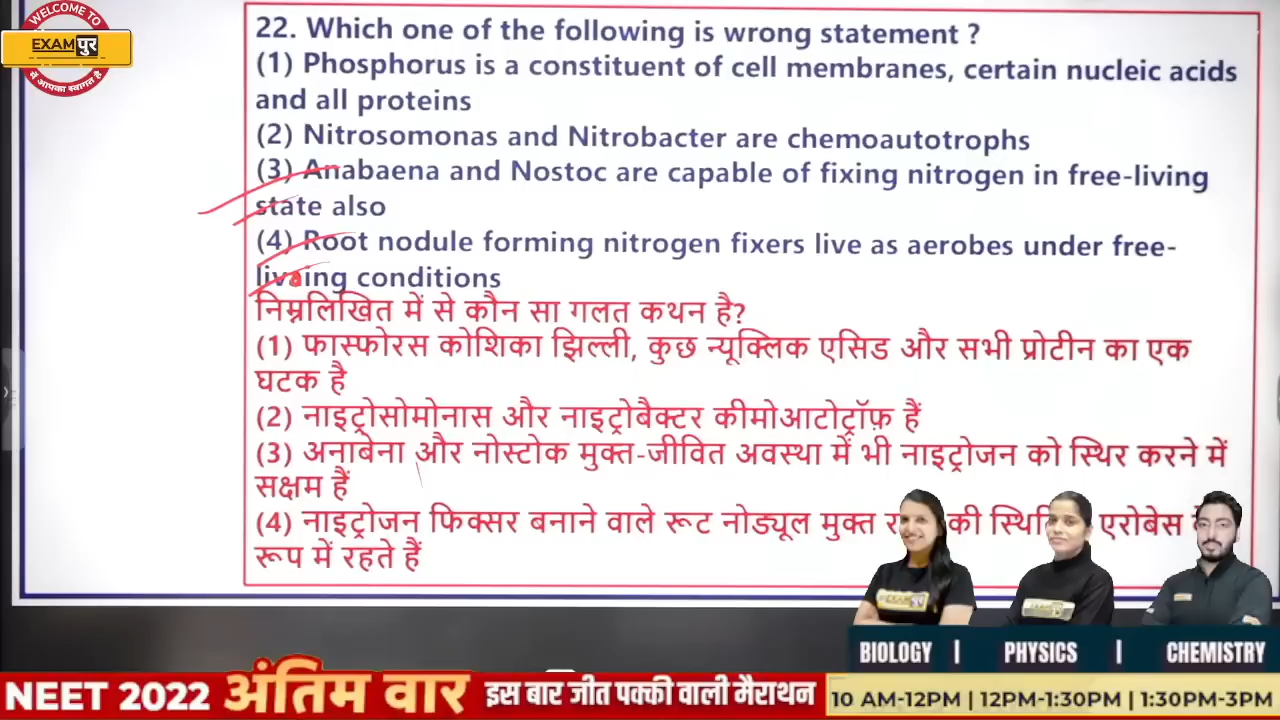 WELCOME TO
EXAMपुर
में आपका स्वागत है
22. Which one of the following is wrong statement ?
(1) Phosphorus is a constituent of cell membranes, certain nucleic acids
and all proteins
(2) Nitrosomonas and Nitrobacter are chemoautotrophs
(3) Anabaena and Nostoc are capable of fixing nitrogen in free-living
state also
(4) Root nodule forming nitrogen fixers live as aerobes under free-
livaing conditions
निम्नलिखित में से कौन सा गलत कथन है?
(1) फास्फोरस कोशिका झिल्ली, कुछ न्यूक्लिक एसिड और सभी प्रोटीन का एक
घटक है
(2) नाइट्रोसोमोनास और नाइट्रोबैक्टर कीमोआटोट्रॉफ़ हैं
(3) अनाबेना और नोस्टोक मुक्त-जीवित अवस्था में भी नाइट्रोजन को स्थिर करने में
सक्षम हैं
(4) नाइट्रोजन फिक्सर बनाने वाले रूट नोड्यूल मुक्त की एरोबेस
रूप में रहते हैं
BIOLOGY | PHYSICS | CHEMISTRY
NEET 2022 अंतिम वार इस बार जीत पक्की वाली मैराथन 10 AM-12PM | 12PM-1:30PM | 1:30PM-3PM